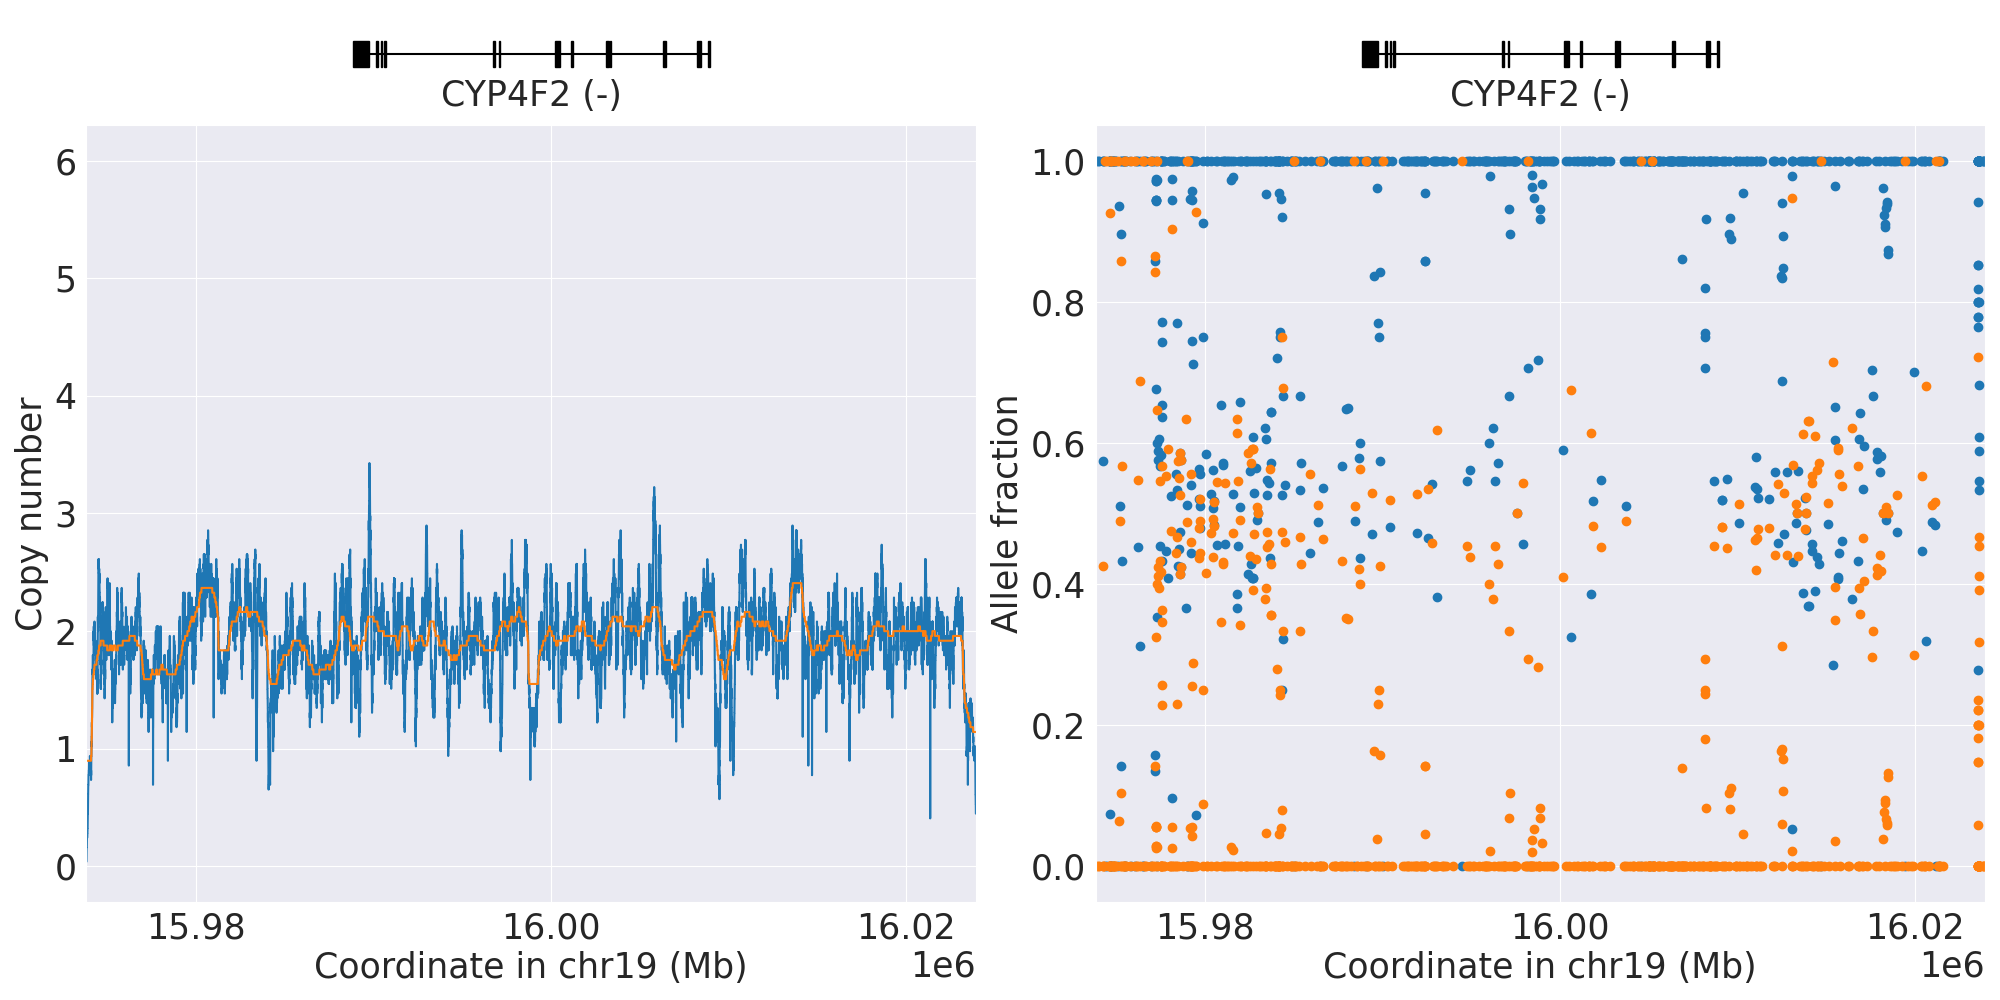 CYP4F2 (-)
6
5
4
3
2
1
0
Copy number
15.98
16.00
16.02
Coordinate in chr19 (Mb)
1e6
CYP4F2 (-)
1.0
0.8
0.6
0.4
0.2
0.0
Allele fraction
15.98
16.00
16.02
Coordinate in chr19 (Mb)
1e6